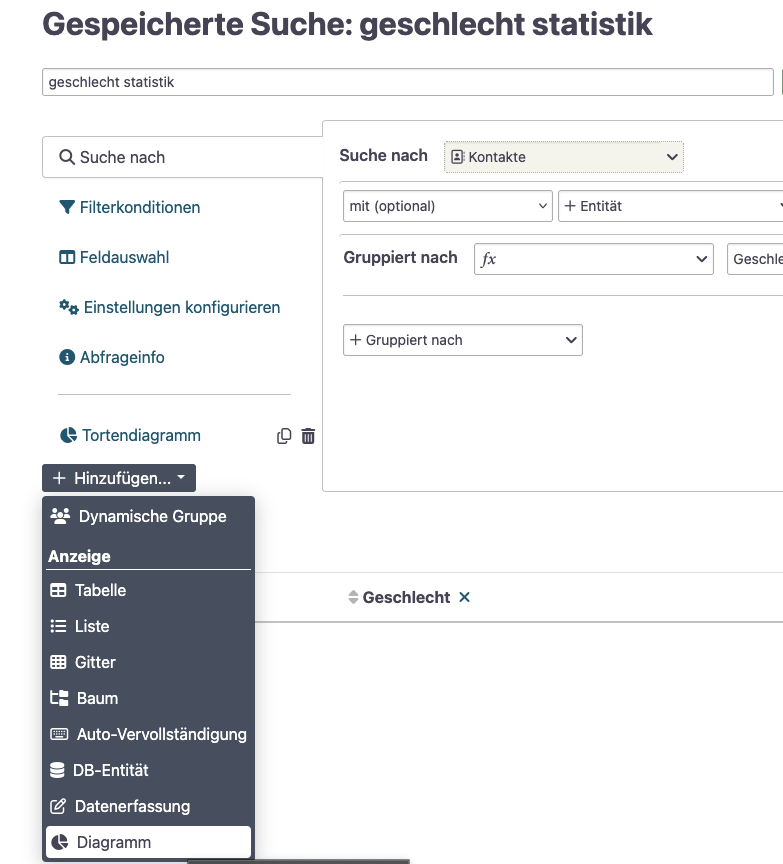 Gespeicherte Suche: geschlecht statistik
geschlecht statistik
Suche nach
Filterkonditionen
Feldauswahl
Einstellungen konfigurieren
Abfrageinfo
Tortendiagramm
+ Hinzufügen...
Dynamische Gruppe
Anzeige
Tabelle
Liste
Gitter
Baum
Auto-Vervollständigung
DB-Entität
Datenerfassung
Diagramm
Suche nach Kontakte
mit (optional) + Entität
Gruppiert nach fx Geschle
+ Gruppiert nach
Geschlecht ×